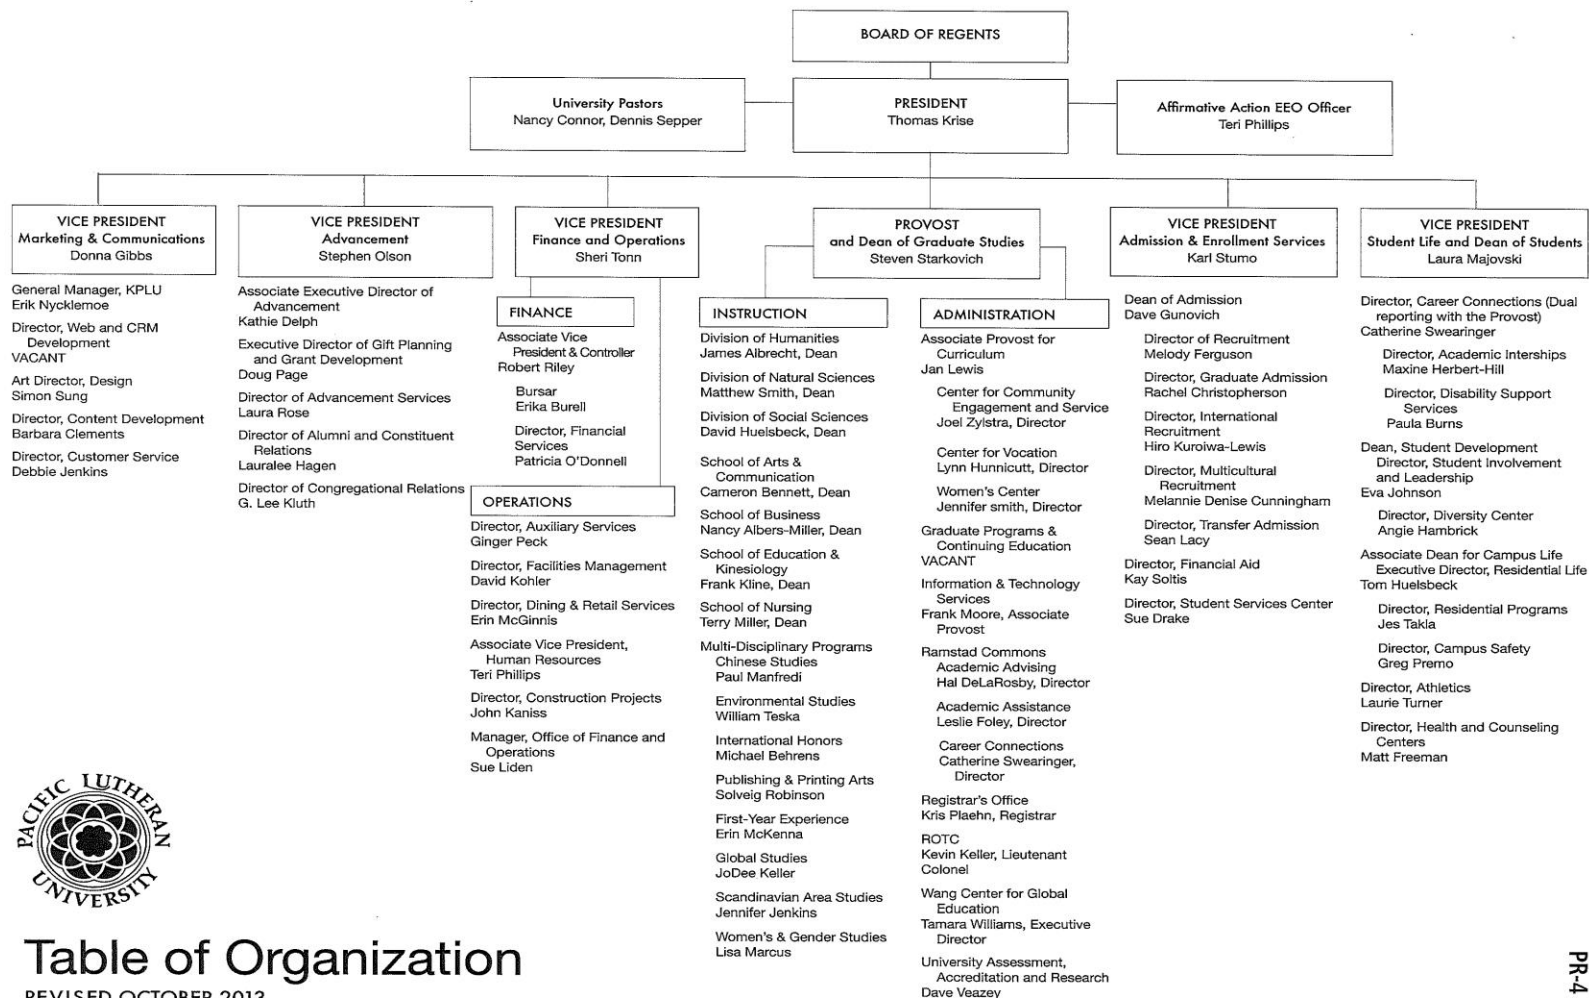 BOARD OF REGENTS
University Pastors
Nancy Connor, Dennis Sepper
PRESIDENT
Thomas Krise
Affirmative Action EEO Officer
Teri Phillips
VICE PRESIDENT
Marketing & Communications
Donna Gibbs
General Manager, KPLU
Erik Nycklemoe
Director, Web and CRM
Development
VACANT
Art Director, Design
Simon Sung
Director, Content Development
Barbara Clements
Director, Customer Service
Debbie Jenkins
VICE PRESIDENT
Advancement
Stephen Olson
Associate Executive Director of
Advancement
Kathie Delph
Executive Director of Gift Planning
and Grant Development
Doug Page
Director of Advancement Services
Laura Rose
Director of Alumni and Constituent
Relations
Lauralee Hagen
Director of Congregational Relations
G. Lee Kluth
VICE PRESIDENT
Finance and Operations
Sheri Tonn
FINANCE
Associate Vice
President & Controller
Robert Riley
Bursar
Erika Burell
Director, Financial
Services
Patricia O'Donnell
OPERATIONS
Director, Auxiliary Services
Ginger Peck
Director, Facilities Management
David Kohler
Director, Dining & Retail Services
Erin McGinnis
Associate Vice President,
Human Resources
Teri Phillips
Director, Construction Projects
John Kaniss
Manager, Office of Finance and
Operations
Sue Liden
PROVOST
and Dean of Graduate Studies
Steven Starkovich
INSTRUCTION
Division of Humanities
James Albrecht, Dean
Division of Natural Sciences
Matthew Smith, Dean
Division of Social Sciences
David Huelsbeck, Dean
School of Arts &
Communication
Cameron Bennett, Dean
School of Business
Nancy Albers-Miller, Dean
School of Education &
Kinesiology
Frank Kline, Dean
School of Nursing
Terry Miller, Dean
Multi-Disciplinary Programs
Chinese Studies
Paul Manfredi
Environmental Studies
William Teska
International Honors
Michael Behrens
Publishing & Printing Arts
Solveig Robinson
First-Year Experience
Erin McKenna
Global Studies
JoDee Keller
Scandinavian Area Studies
Jennifer Jenkins
Women's & Gender Studies
Lisa Marcus
ADMINISTRATION
Associate Provost for
Curriculum
Jan Lewis
Center for Community
Engagement and Service
Joel Zylstra, Director
Center for Vocation
Lynn Hunnicutt, Director
Women's Center
Jennifer smith, Director
Graduate Programs &
Continuing Education
VACANT
Information & Technology
Services
Frank Moore, Associate
Provost
Ramstad Commons
Academic Advising
Hal DeLaRosby, Director
Academic Assistance
Leslie Foley, Director
Career Connections
Catherine Swearinger,
Director
Registrar's Office
Kris Plaehn, Registrar
ROTC
Kevin Keller, Lieutenant
Colonel
Wang Center for Global
Education
Tamara Williams, Executive
Director
University Assessment,
Accreditation and Research
Dave Veazey
VICE PRESIDENT
Admission & Enrollment Services
Karl Stumo
Dean of Admission
Dave Gunovich
Director of Recruitment
Melody Ferguson
Director, Graduate Admission
Rachel Christopherson
Director, International
Recruitment
Hiro Kuroiwa-Lewis
Director, Multicultural
Recruitment
Melannie Denise Cunningham
Director, Transfer Admission
Sean Lacy
Director, Financial Aid
Kay Soltis
Director, Student Services Center
Sue Drake
VICE PRESIDENT
Student Life and Dean of Students
Laura Majovski
Director, Career Connections (Dual
reporting with the Provost)
Catherine Swearinger
Director, Academic Interships
Maxine Herbert-Hill
Director, Disability Support
Services
Paula Burns
Dean, Student Development
Director, Student Involvement
and Leadership
Eva Johnson
Director, Diversity Center
Angie Hambrick
Associate Dean for Campus Life
Executive Director, Residential Life
Tom Huelsbeck
Director, Residential Programs
Jes Takla
Director, Campus Safety
Greg Premo
Director, Athletics
Laurie Turner
Director, Health and Counseling
Centers
Matt Freeman
PACIFIC LUTHERAN
UNIVERSITY
Table of Organization
REVISED OCTOBER 2013
PR-4